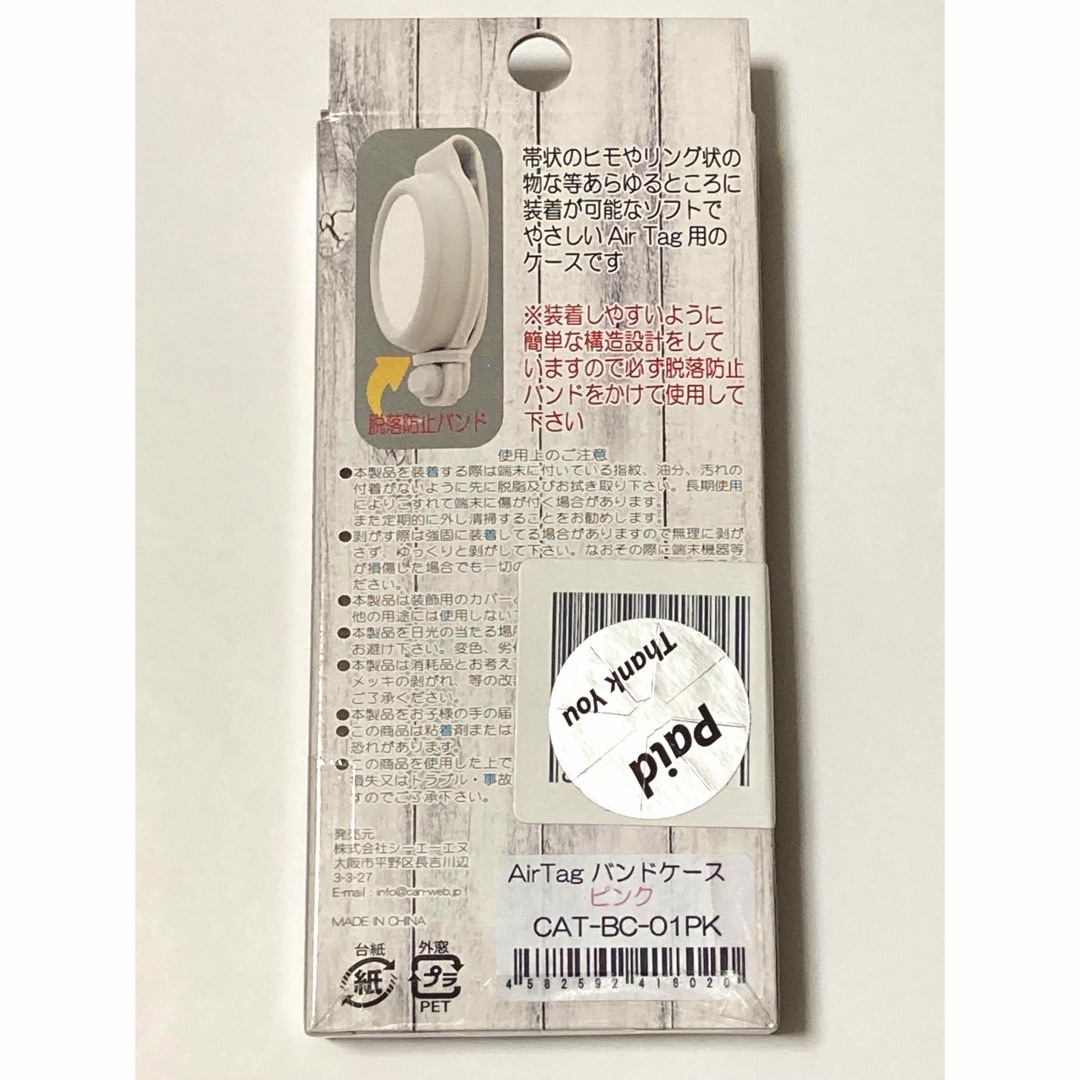 帯状のヒモやリング状の
物な等あらゆるところに
装着が可能なソフトで
やさしいAir Tag用の
ケースです
※装着しやすいように
簡単な構造設計をして
いますので必ず脱落防止
バンドをかけて使用して
下さい
脱落防止バンド
使用上のご注意
●本製品を装着する際は端末に付いている指紋、油分、汚れの
付着がないように先に脱脂及びお拭き取り下さい。長期使用
によりこすれて端末に傷が付く場合があります。
また定期的に外し清掃することをお勧めします。
●剥がす際は強固に装着してる場合がありますので無理に剥が
さず、ゆっくりと剥がして下さい。なおその際に端末機器等
が損傷した場合でも一切の
ださい。
●本製品は装飾用のカバー
他の用途には使用しない
●本製品を日光の当たる場所
お避け下さい。変色、劣化
●本製品は消耗品とお考え
メッキの剥がれ、等の改善
ご了承ください。
●本製品をお子様の手の届
●この商品は粘着剤または
恐れがあります。
●この商品を使用した上で
損失又はトラブル・事故
すのでご了承下さい。
Thank You
Paid
発売元
株式会社シーエーエヌ
大阪市平野区長吉川辺
3-3-27
E-mail : info@can-web.jp
MADE IN CHINA
台紙
紙
外窓
プラ
PET
AirTag バンドケース
ピンク
CAT-BC-01PK
4 582592 418020